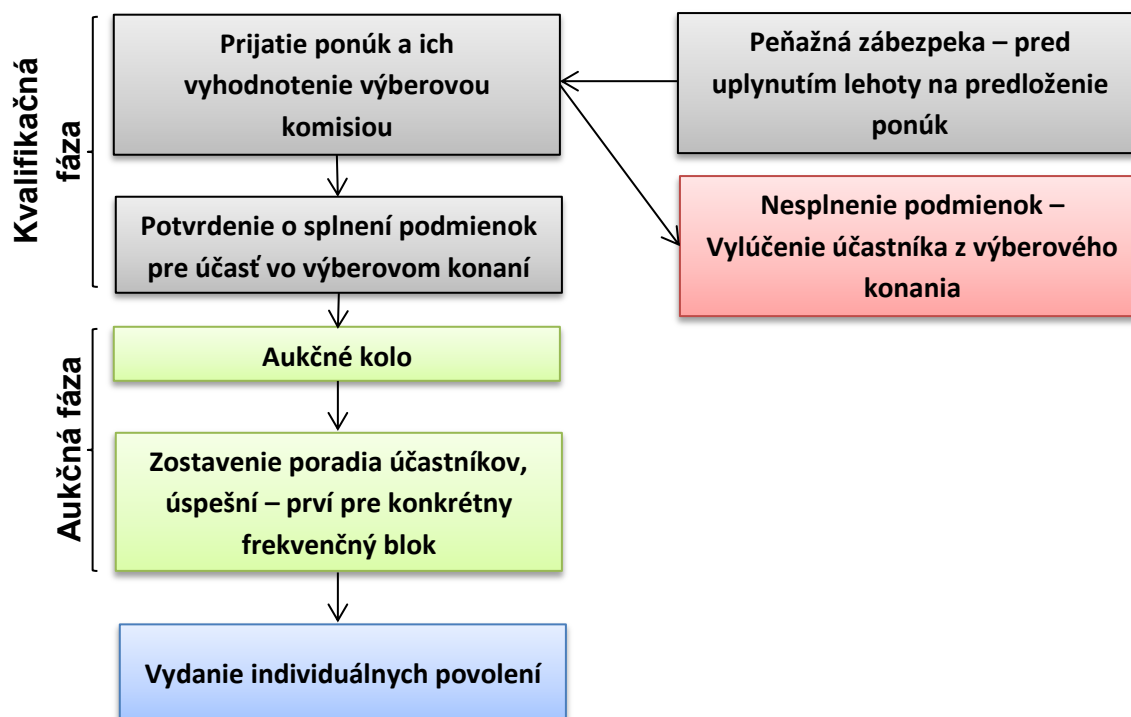 Kvalifikačná
fáza
Prijatie ponúk a ich
vyhodnotenie výberovou
komisiou
Peňažná zábezpeka – pred
uplynutím lehoty na predloženie
ponúk
Potvrdenie o splnení podmienok
pre účasť vo výberovom konaní
Nesplnenie podmienok –
Vylúčenie účastníka z výberového
konania
Aukčná fáza
Aukčné kolo
Zostavenie poradia účastníkov,
úspešní – prví pre konkrétny
frekvenčný blok
Vydanie individuálnych povolení